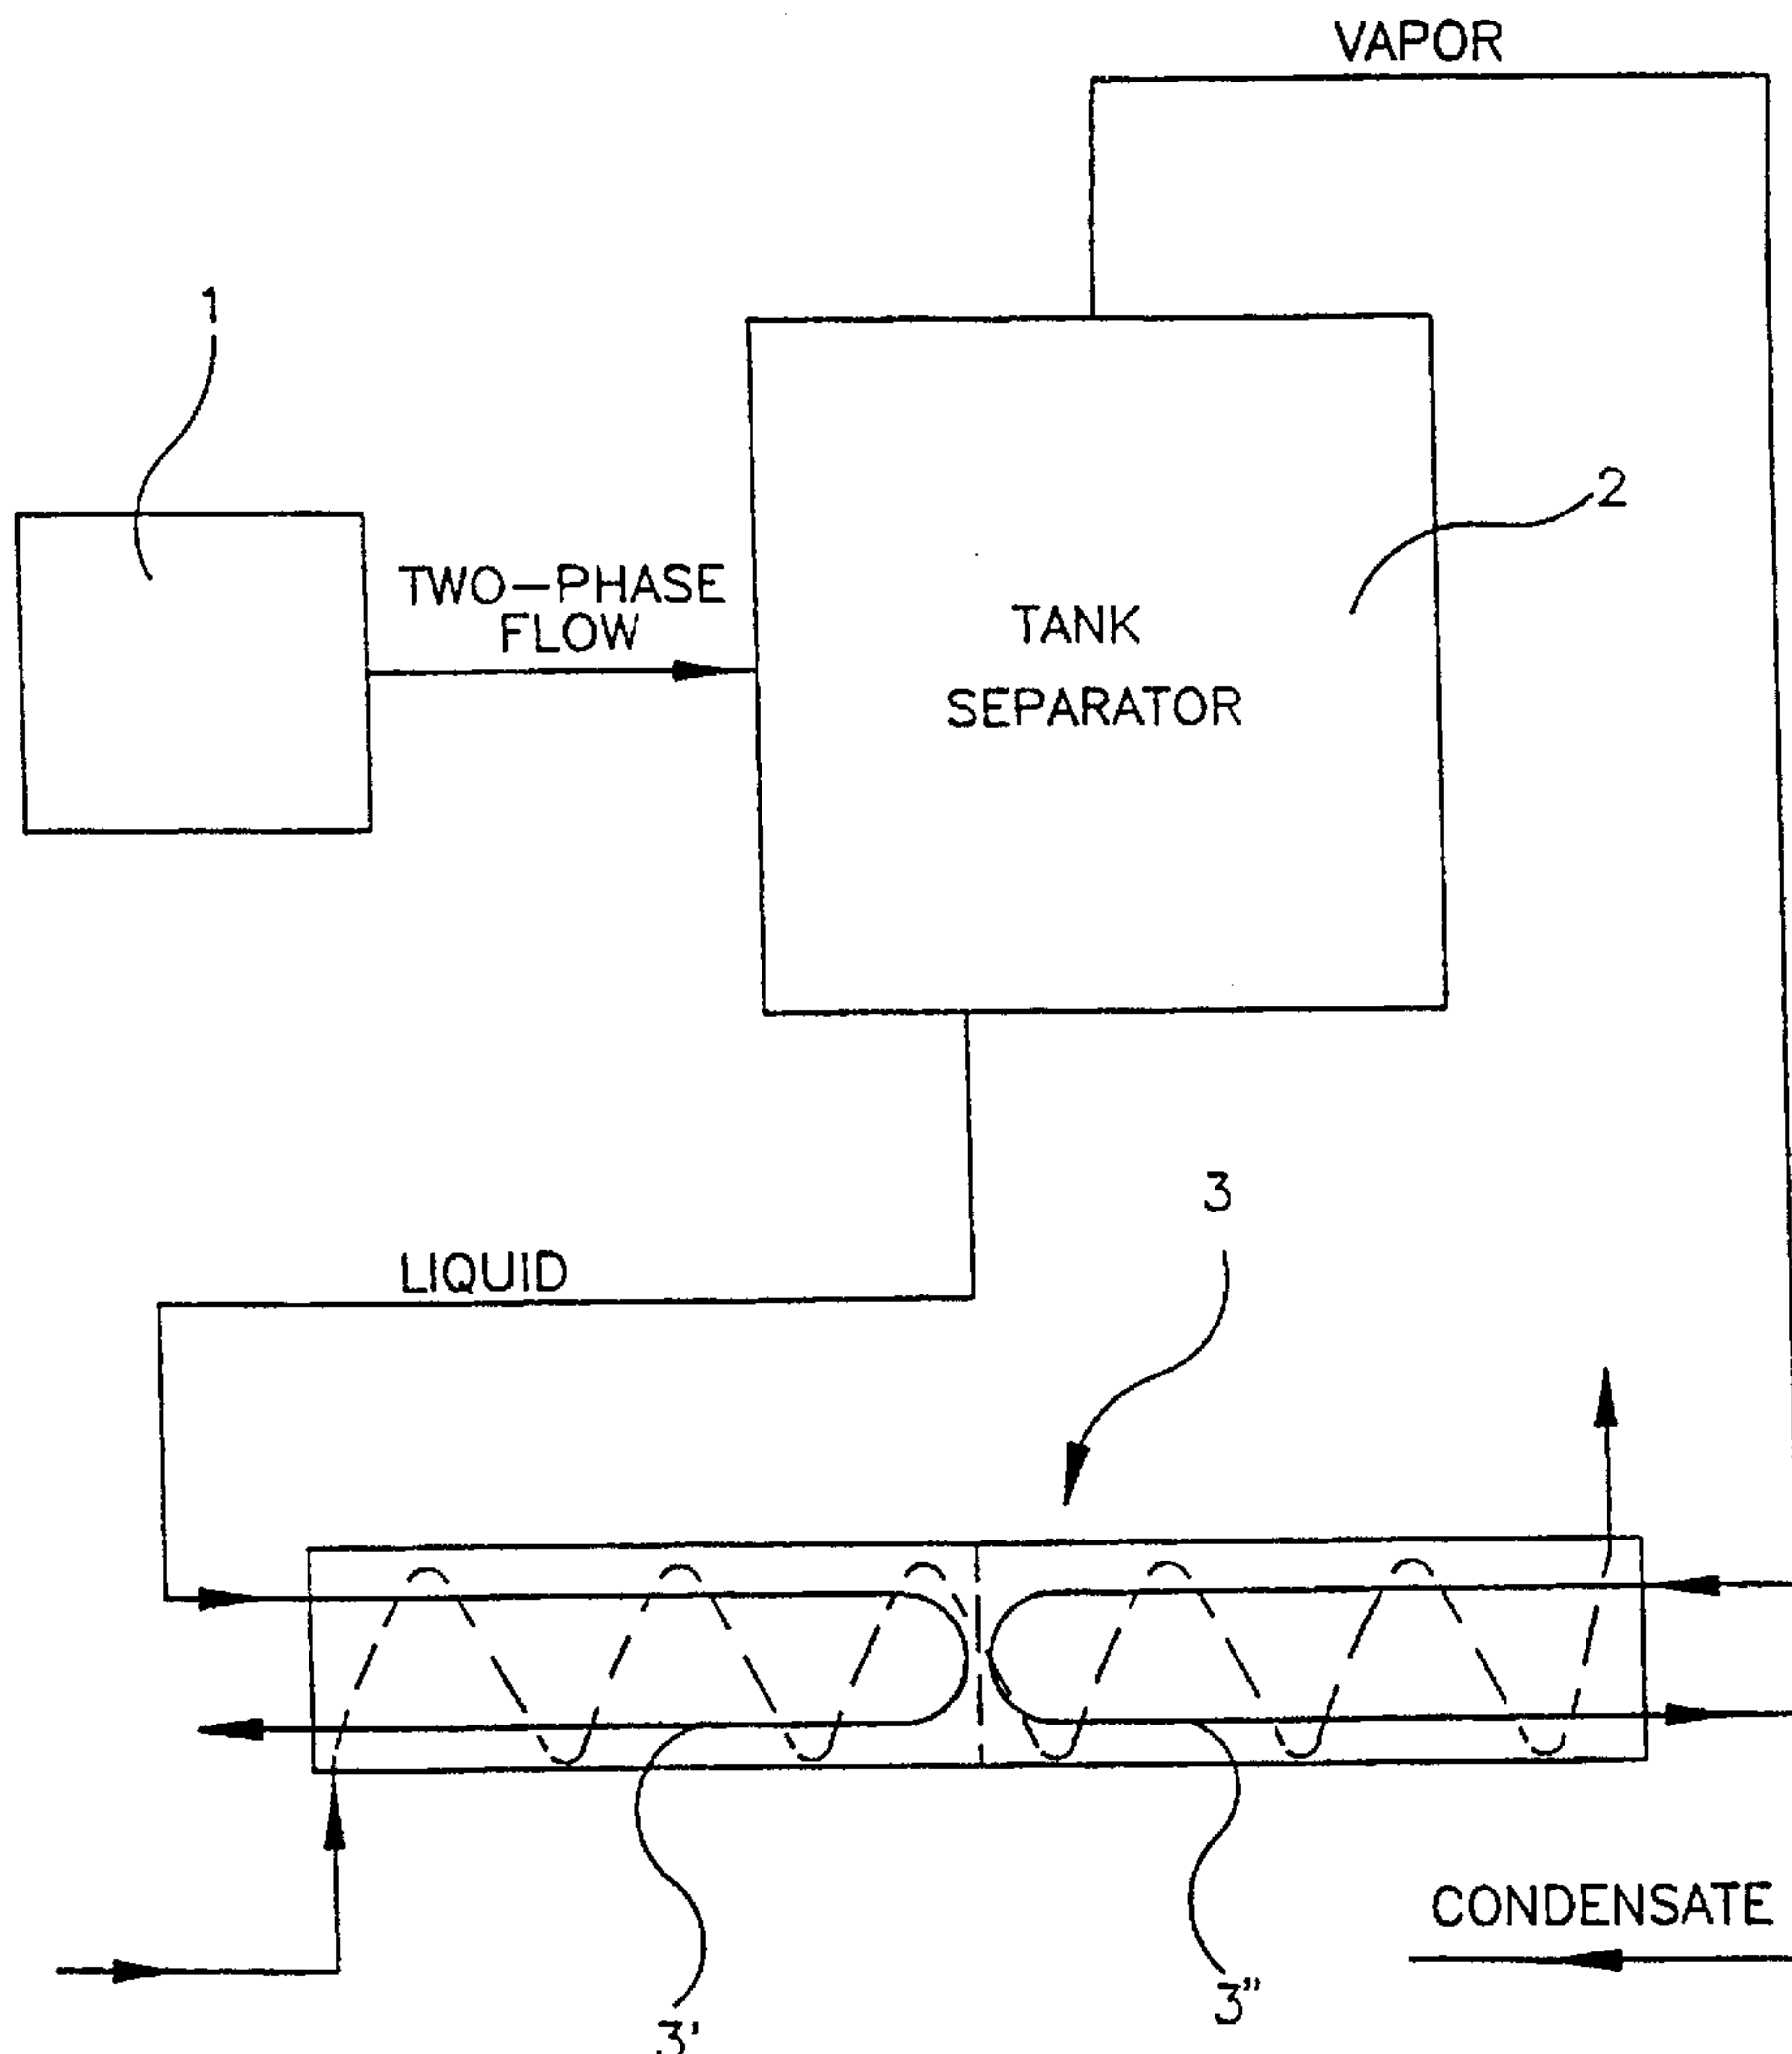 VAPOR
1
2
TWO-PHASE
FLOW
TANK
SEPARATOR
3
LIQUID
CONDENSATE
3'
3"